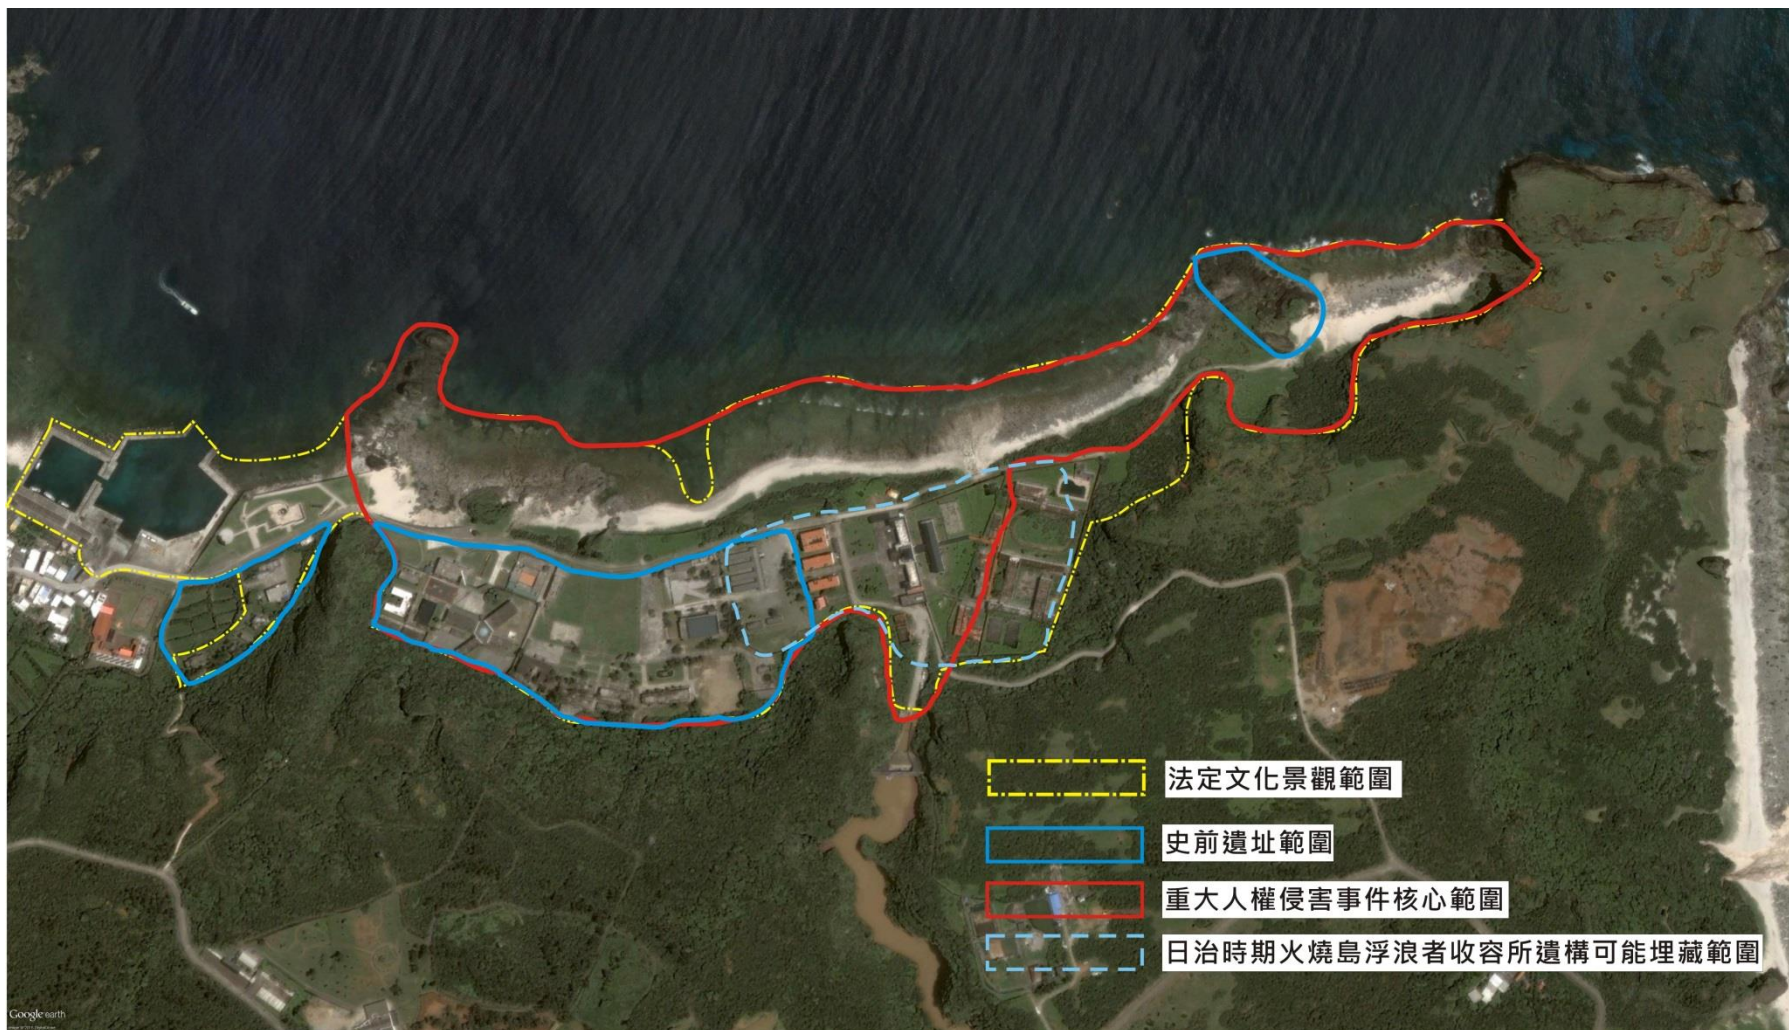 法定文化景觀範圍
史前遺址範圍
重大人權侵害事件核心範圍
日治時期火燒島浮浪者收容所遺構可能埋藏範圍
Google earth